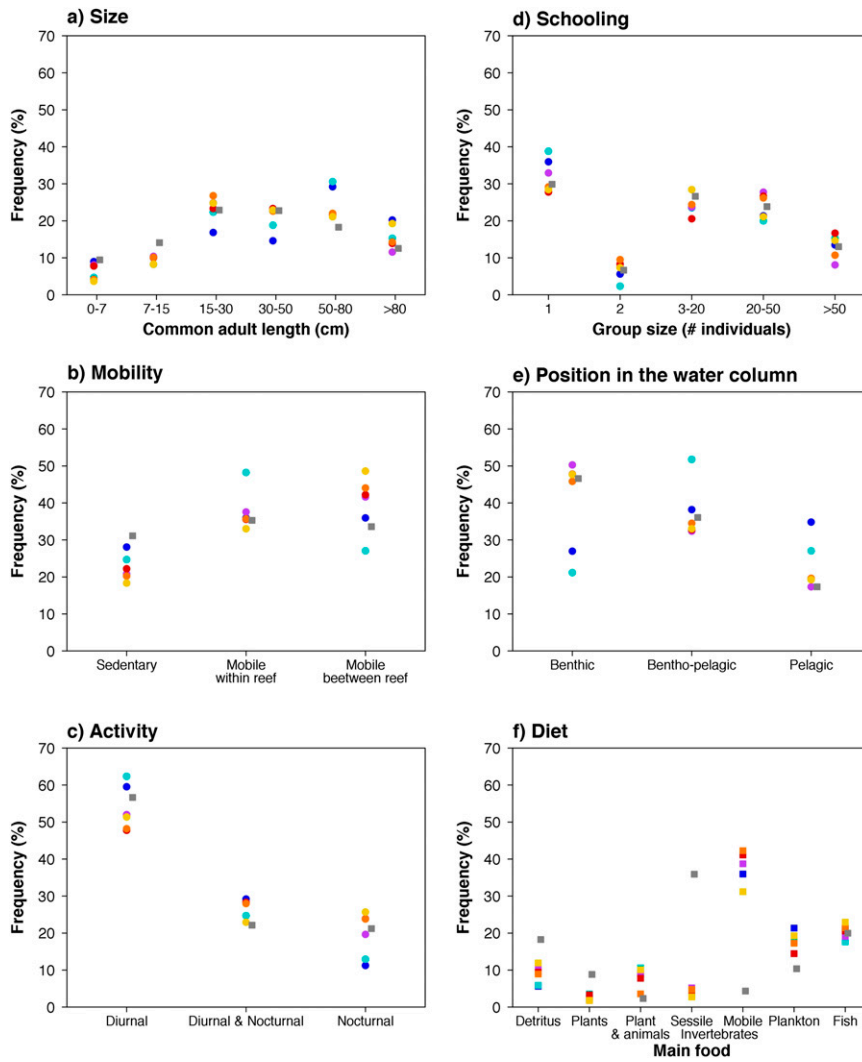 a) Size
Frequency (%)
70
60
50
40
30
20
10
0
0-7 7-15 15-30 30-50 50-80 >80
Common adult length (cm)
b) Mobility
Frequency (%)
70
60
50
40
30
20
10
0
Sedentary Mobile Mobile
within reef beetween reef
c) Activity
Frequency (%)
70
60
50
40
30
20
10
0
Diurnal Diurnal & Nocturnal Nocturnal
d) Schooling
Frequency (%)
70
60
50
40
30
20
10
0
1 2 3-20 20-50 >50
Group size (# individuals)
e) Position in the water column
Frequency (%)
70
60
50
40
30
20
10
0
Benthic Bentho-pelagic Pelagic
f) Diet
Frequency (%)
70
60
50
40
30
20
10
0
Detritus Plants Plant Sessile Mobile Plankton Fish
& animals Invertebrates
Main food